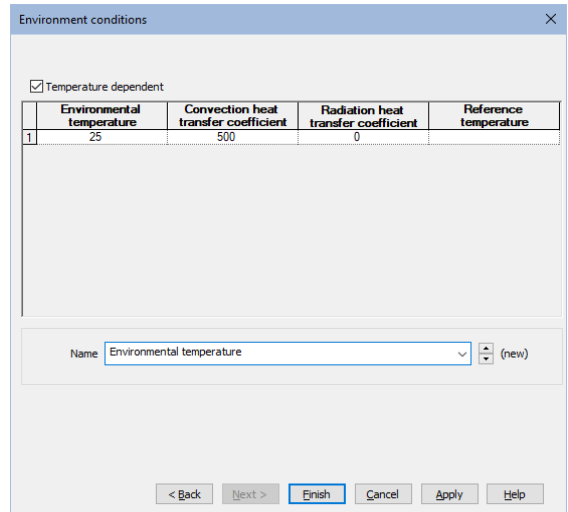 Environment conditions
Temperature dependent
Environmental temperature
Convection heat transfer coefficient
Radiation heat transfer coefficient
Reference temperature
1 25 500 0
Name Environmental temperature (new)
< Back Next > Finish Cancel Apply Help